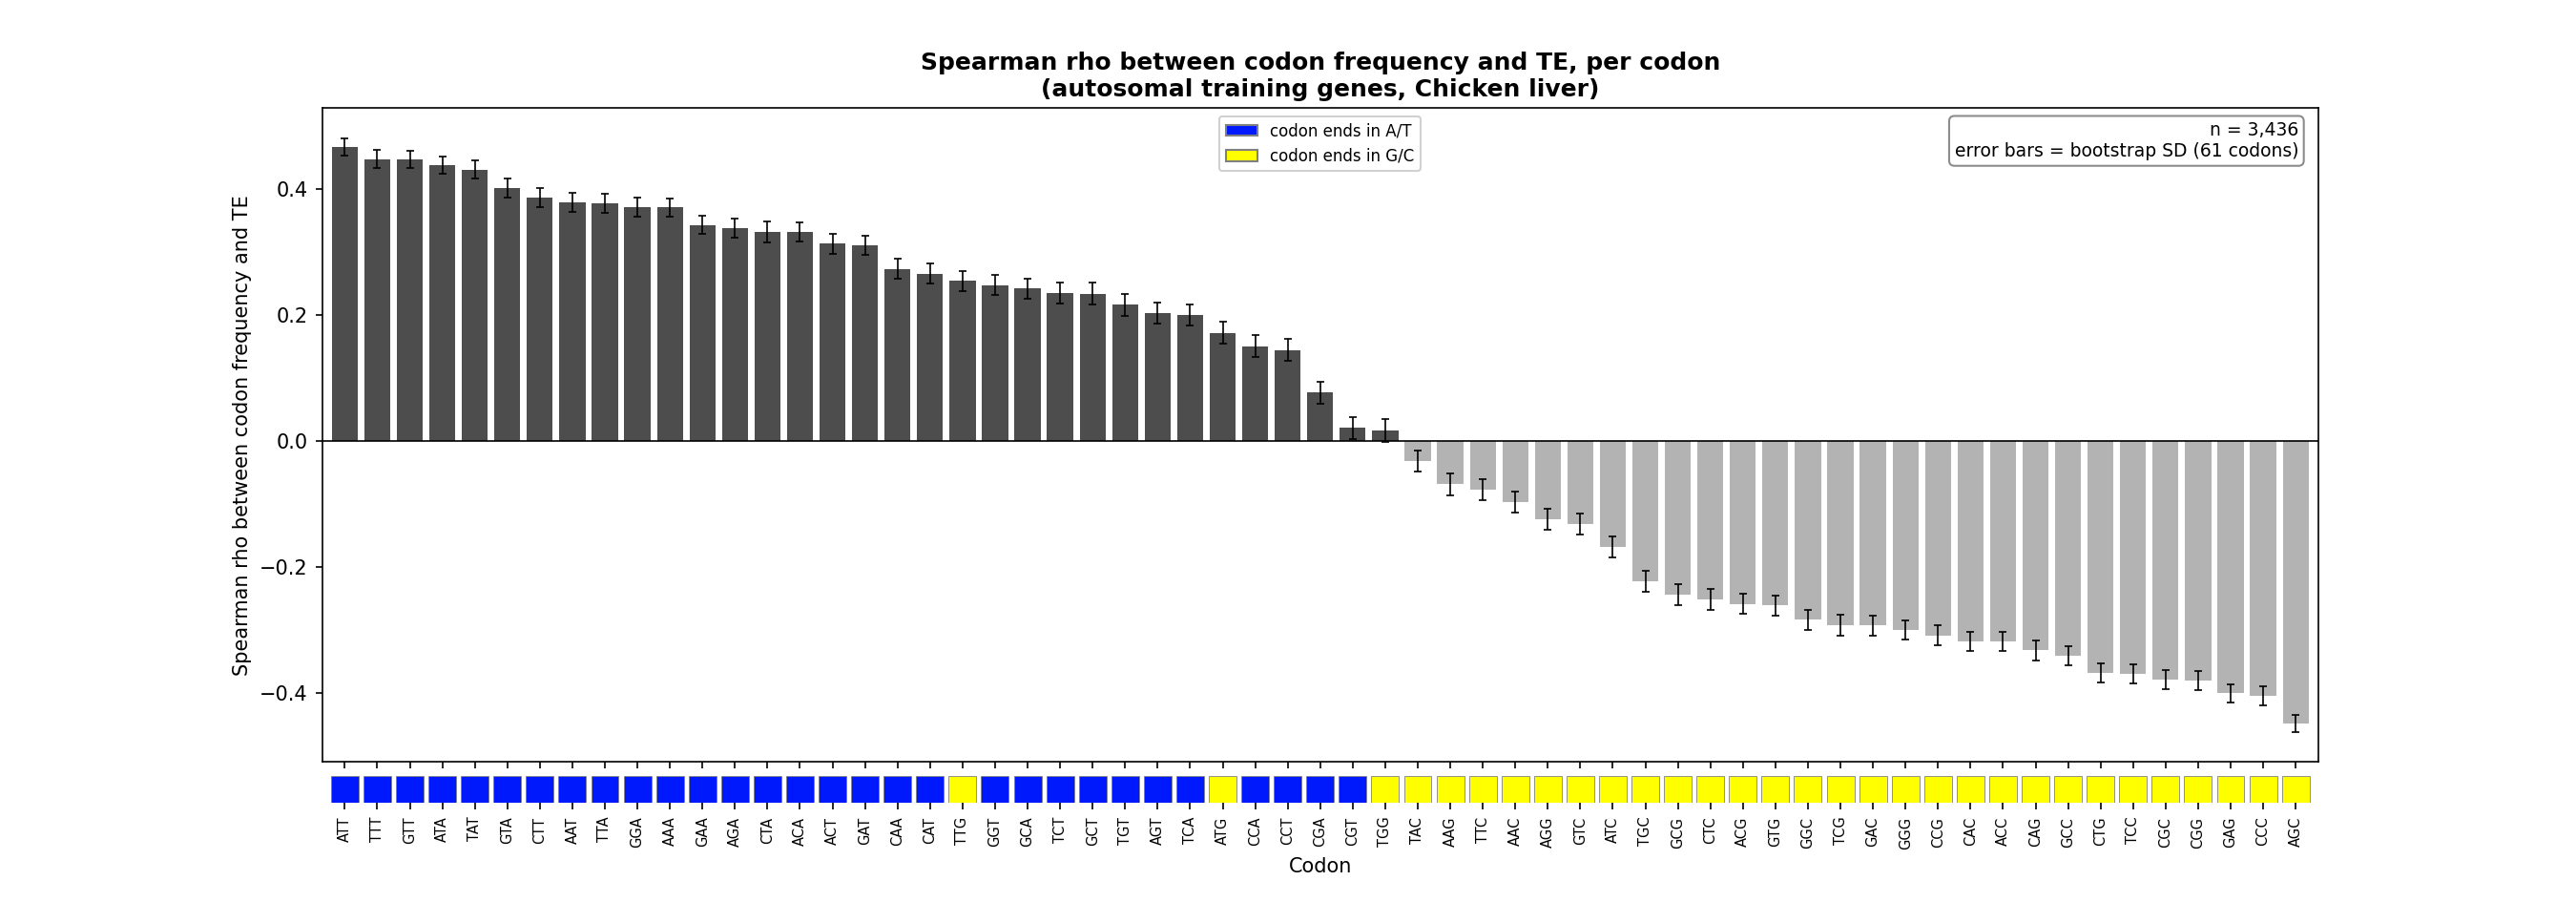 Spearman rho between codon frequency and TE, per codon
(autosomal training genes, Chicken liver)
codon ends in A/T
codon ends in G/C
n = 3,436
error bars = bootstrap SD (61 codons)
Spearman rho between codon frequency and TE
0.4
0.2
0.0
−0.2
−0.4
ATT TTT GTT ATA TAT GTA CTT AAT TTA GGA AAA GAA AGA CTA ACA ACT GAT CAA CAT TTG GGT GCA TCT GCT TGT AGT TCA ATG CCA CCT CGA CGT TGG TAC AAG TTC AAC AGG GTC ATC TGC GCG CTC ACG GTG GGC TCG GAC GGG CCG CAC ACC CAG GCC CTG TCC CGC CGG GAG CCC AGC
Codon